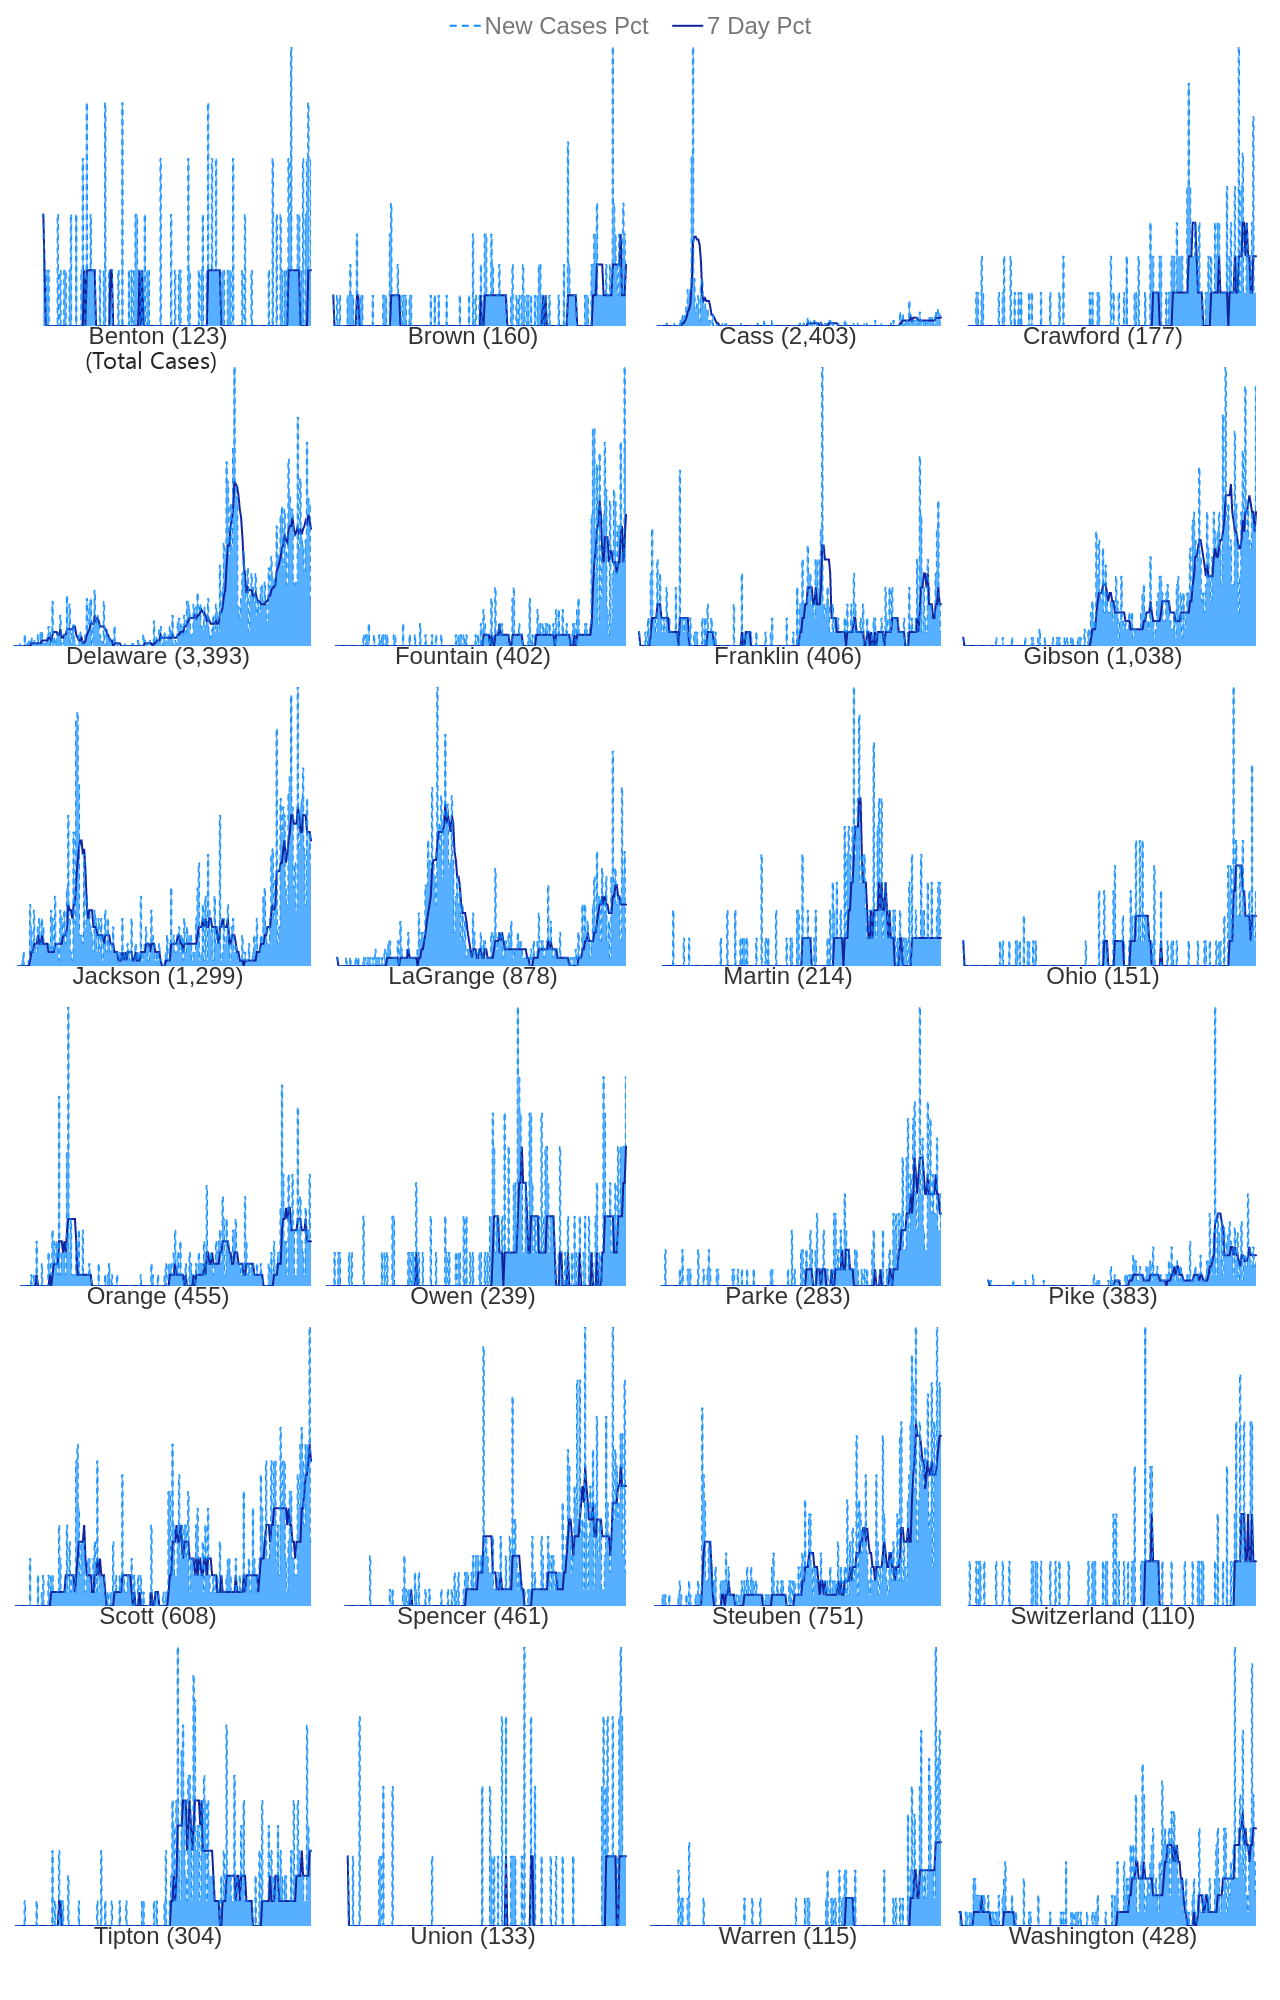 New Cases Pct 7 Day Pct
Benton (123) Brown (160) Cass (2,403) Crawford (177)
(Total Cases)
Delaware (3,393) Fountain (402) Franklin (406) Gibson (1,038)
Jackson (1,299) LaGrange (878) Martin (214) Ohio (151)
Orange (455) Owen (239) Parke (283) Pike (383)
Scott (608) Spencer (461) Steuben (751) Switzerland (110)
Tipton (304) Union (133) Warren (115) Washington (428)